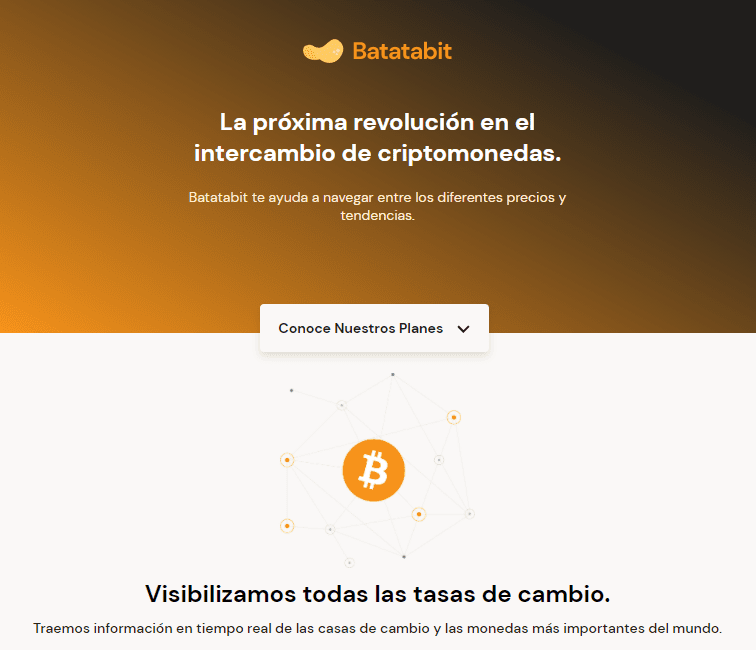 Batatabit
La próxima revolución en el
intercambio de criptomonedas.
Batatabit te ayuda a navegar entre los diferentes precios y
tendencias.
Conoce Nuestros Planes
Visibilizamos todas las tasas de cambio.
Traemos información en tiempo real de las casas de cambio y las monedas más importantes del mundo.